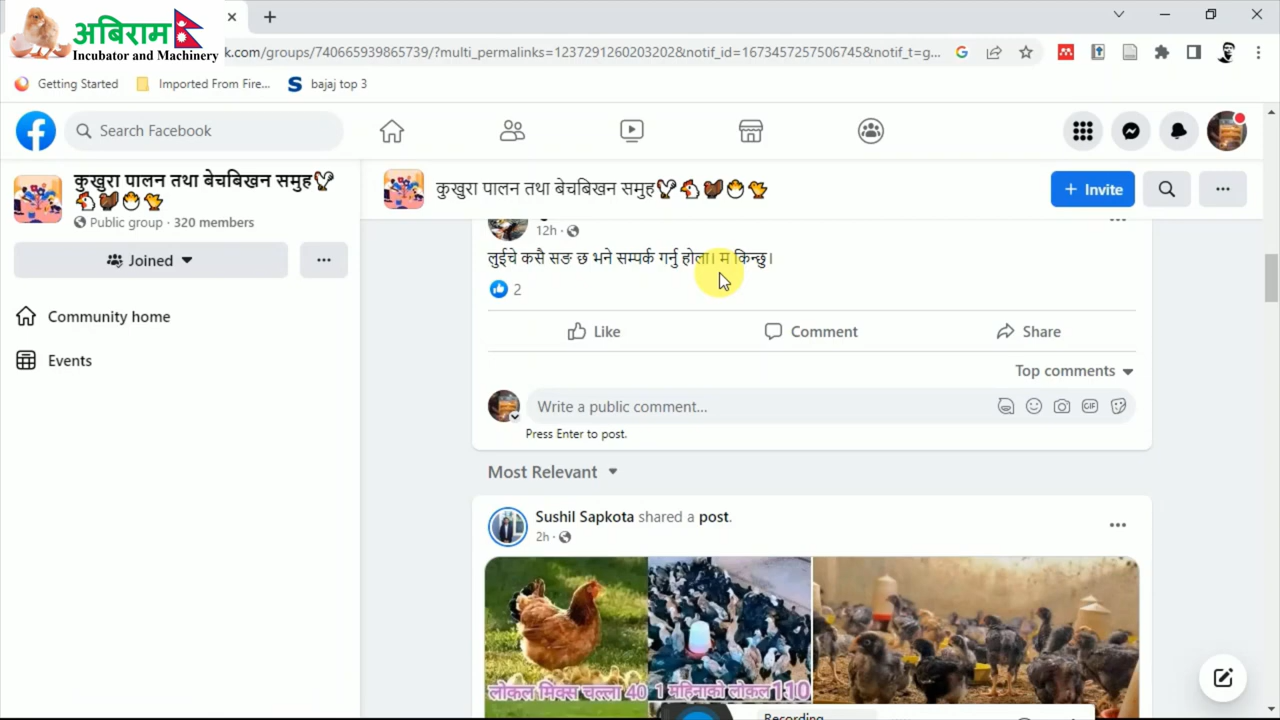 अबिराम
Incubator and Machinery
k.com/groups/740665939865739/?multi_permalinks=1237291260203202&notif_id=1673457257506745&notif_t=g...
Getting Started
Imported From Fire...
bajaj top 3
Search Facebook
कुखुरा पालन तथा बेचबिखन समुह
Public group · 320 members
Joined
Community home
Events
कुखुरा पालन तथा बेचबिखन समुह
+ Invite
12h
लुईचे कसै सङ छ भने सम्पर्क गर्नु होला। म किन्छु।
2
Like
Comment
Share
Top comments
Write a public comment...
GIF
Press Enter to post.
Most Relevant
Sushil Sapkota shared a post.
2h
लोकल मिक्स चल्ला 40
1 महिनाको लोकल 110
Recording